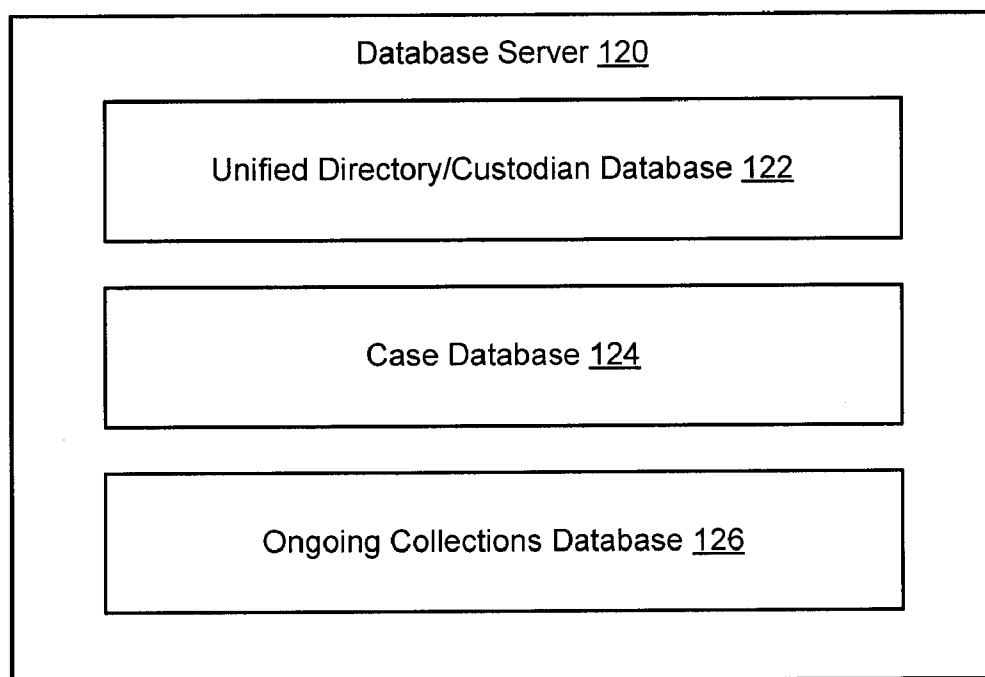 Database Server 120
Unified Directory/Custodian Database 122
Case Database 124
Ongoing Collections Database 126